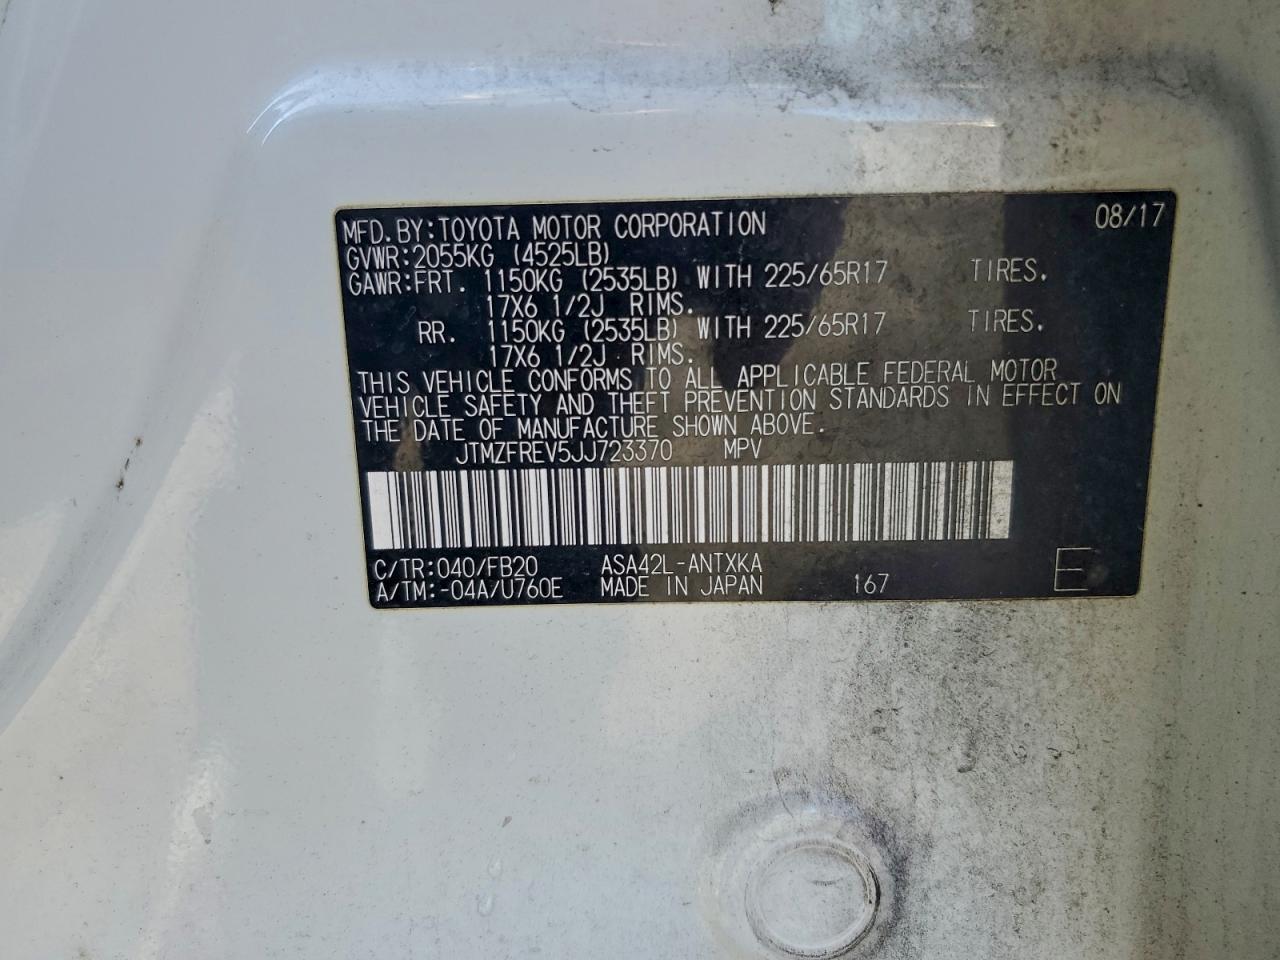 MFD.BY:TOYOTA MOTOR CORPORATION 08/17
GVWR:2055KG (4525LB)
GAWR:FRT. 1150KG (2535LB) WITH 225/65R17 TIRES.
17X6 1/2J RIMS.
RR. 1150KG (2535LB) WITH 225/65R17 TIRES.
17X6 1/2J RIMS.
THIS VEHICLE CONFORMS TO ALL APPLICABLE FEDERAL MOTOR
VEHICLE SAFETY AND THEFT PREVENTION STANDARDS IN EFFECT ON
THE DATE OF MANUFACTURE SHOWN ABOVE.
JTMZFREV5JJ723370 MPV
C/TR:040/FB20 ASA42L-ANTXKA
A/TM:-04A/U760E MADE IN JAPAN 167 E